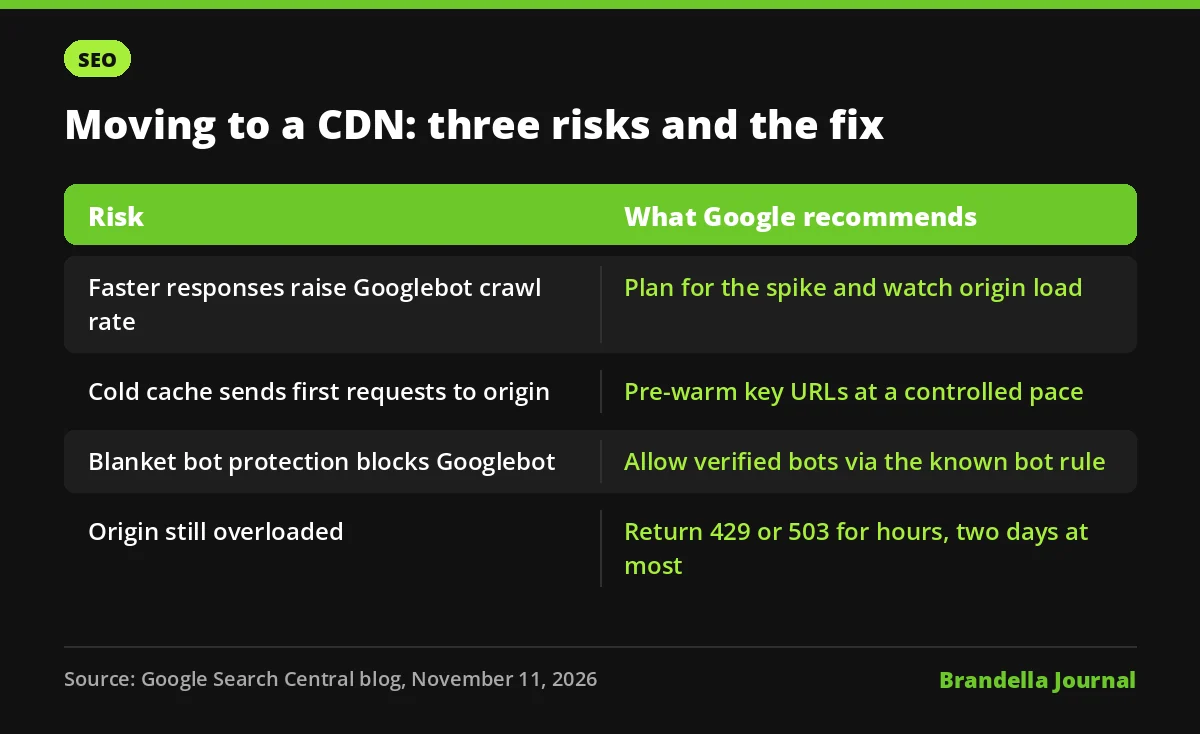 SEO
Moving to a CDN: three risks and the fix
Risk
What Google recommends
Faster responses raise Googlebot crawl
rate
Plan for the spike and watch origin load
Cold cache sends first requests to origin
Pre-warm key URLs at a controlled pace
Blanket bot protection blocks Googlebot
Allow verified bots via the known bot rule
Origin still overloaded
Return 429 or 503 for hours, two days at
most
Source: Google Search Central blog, November 11, 2026
Brandella Journal